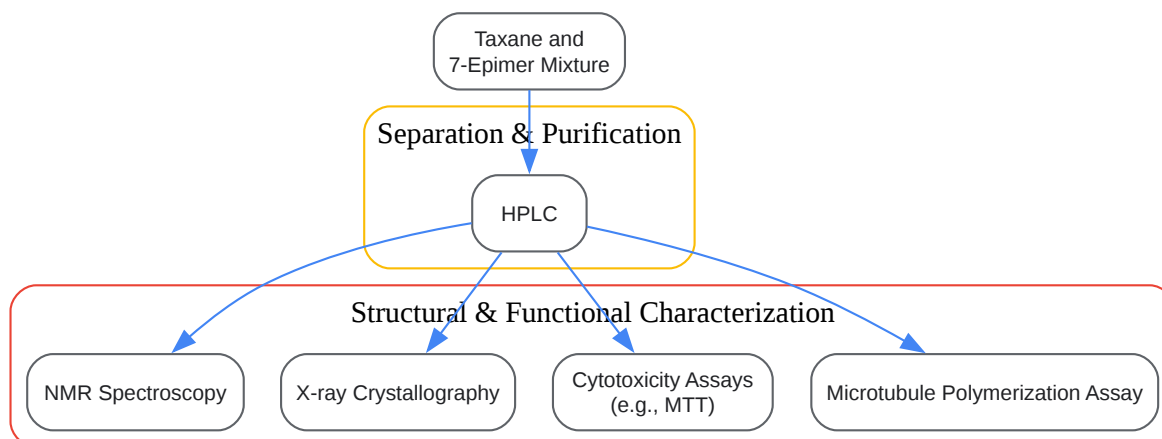 Taxane and
7-Epimer Mixture
Separation & Purification
HPLC
Structural & Functional Characterization
NMR Spectroscopy
X-ray Crystallography
Cytotoxicity Assays
(e.g., MTT)
Microtubule Polymerization Assay